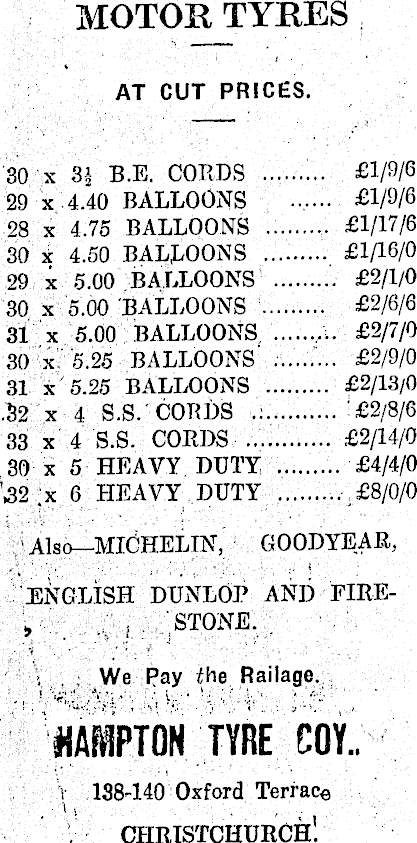 MOTOR TYRES
AT CUT PRICES.
30 x 3½ B.E. CORDS ......... £1/9/6
29 x 4.40 BALLOONS ...... £1/9/6
28 x 4.75 BALLOONS ......... £1/17/6
30 x 4.50 BALLOONS ......... £1/16/0
29 x 5.00 BALLOONS ......... £2/1/0
30 x 5.00 BALLOONS ......... £2/6/6
31 x 5.00 BALLOONS ......... £2/7/0
30 x 5.25 BALLOONS ......... £2/9/0
31 x 5.25 BALLOONS ......... £2/13/0
32 x 4 S.S. CORDS ............ £2/8/6
33 x 4 S.S. CORDS ............ £2/14/0
30 x 5 HEAVY DUTY ......... £4/4/0
32 x 6 HEAVY DUTY ......... £8/0/0
Also—MICHELIN, GOODYEAR,
ENGLISH DUNLOP AND FIRE-
STONE.
We Pay the Railage.
HAMPTON TYRE COY.,
138-140 Oxford Terrace
CHRISTCHURCH.